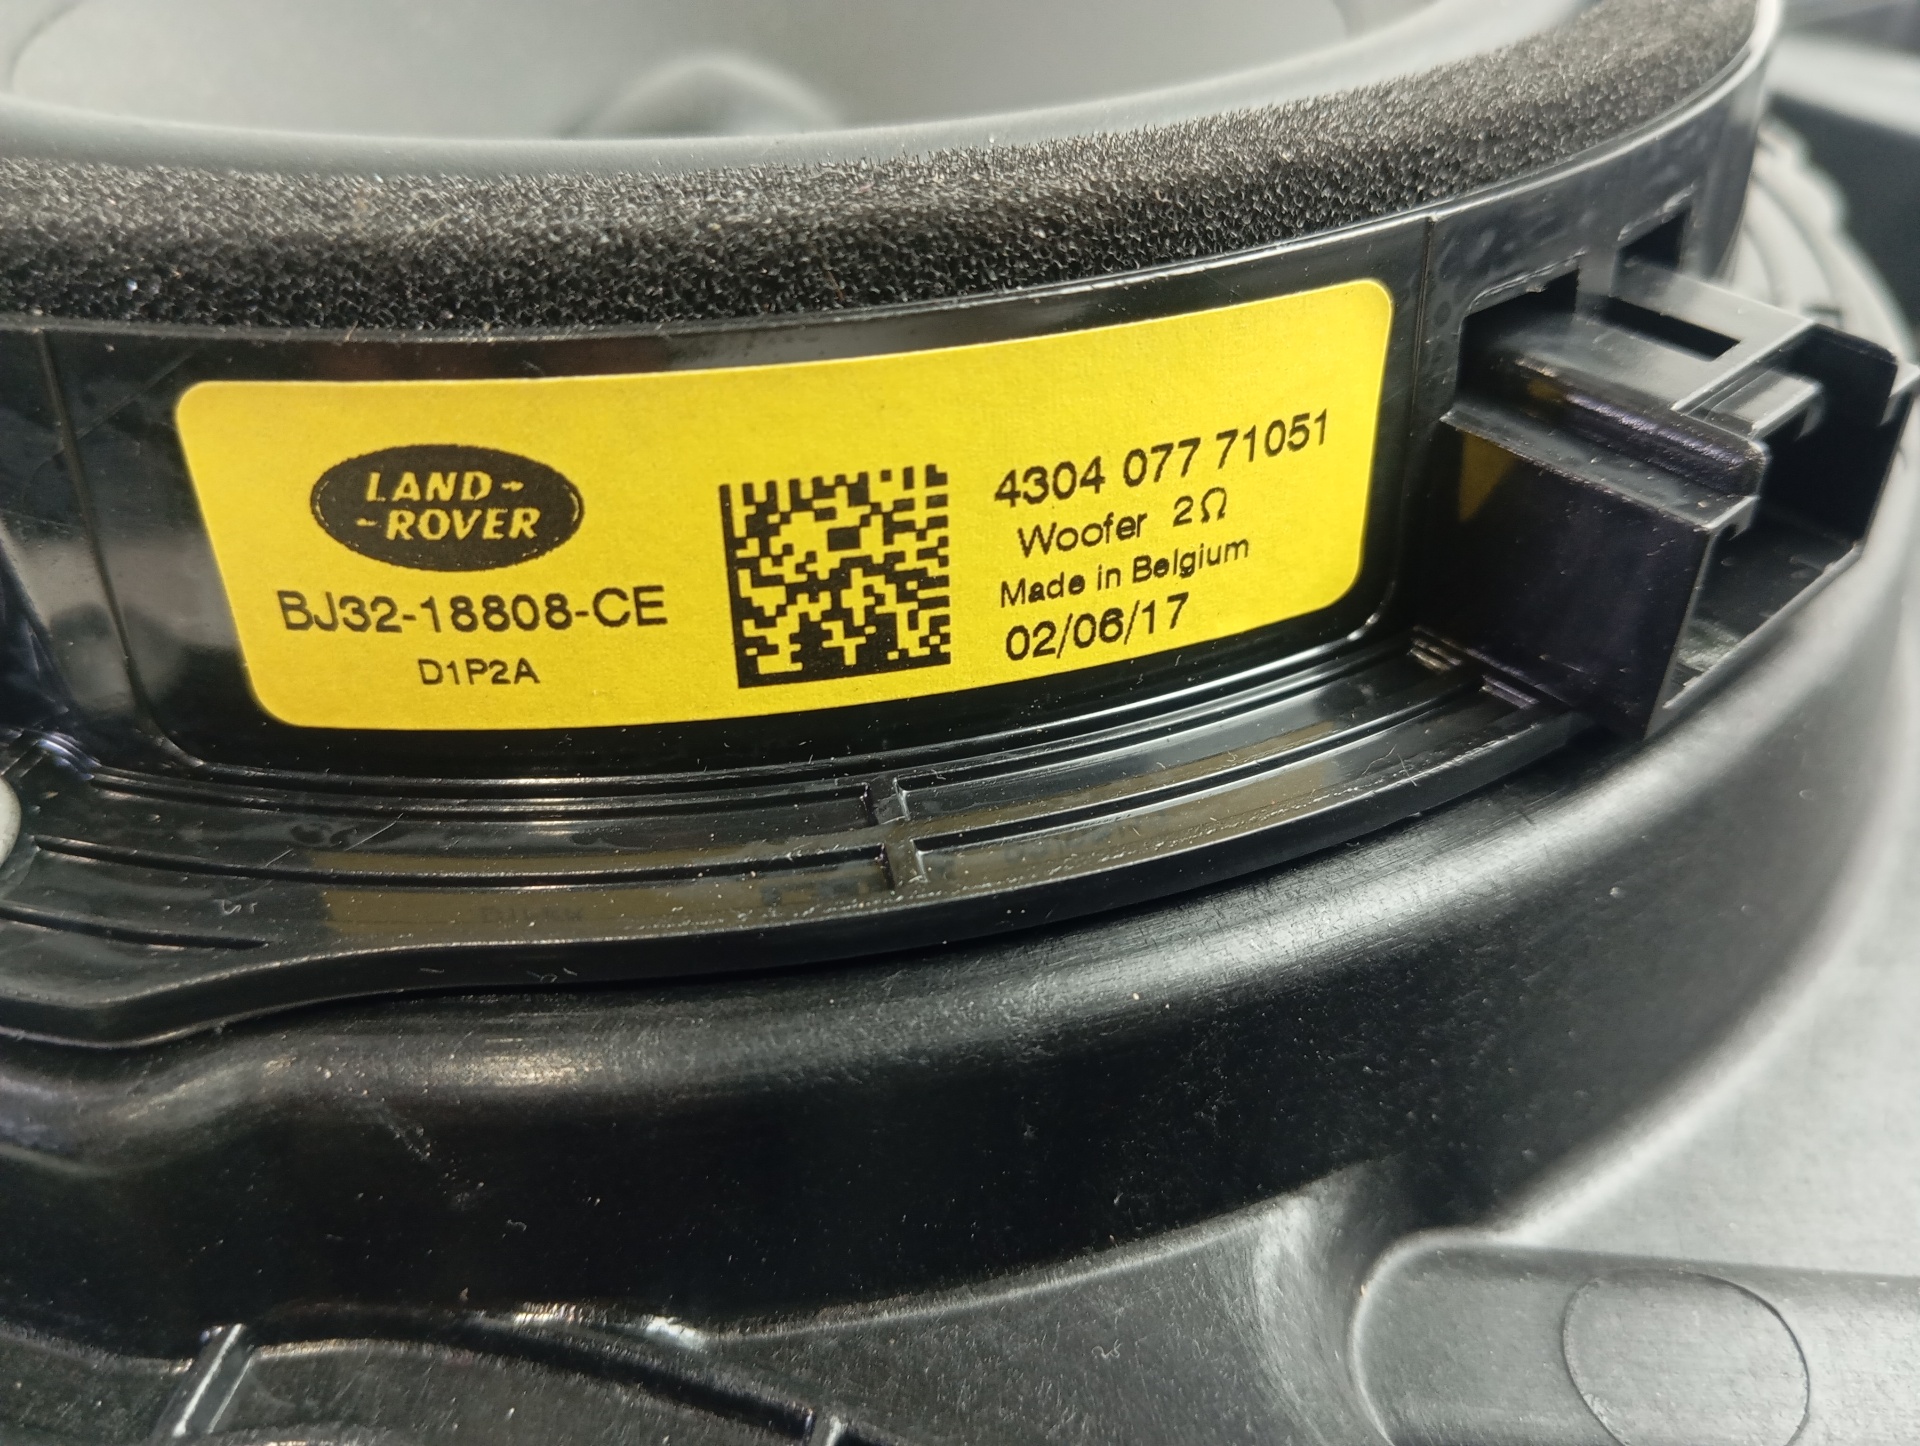 LAND-
-ROVER
BJ32-18808-CE
D1P2A
4304 077 71051
Woofer 2Ω
Made in Belgium
02/06/17